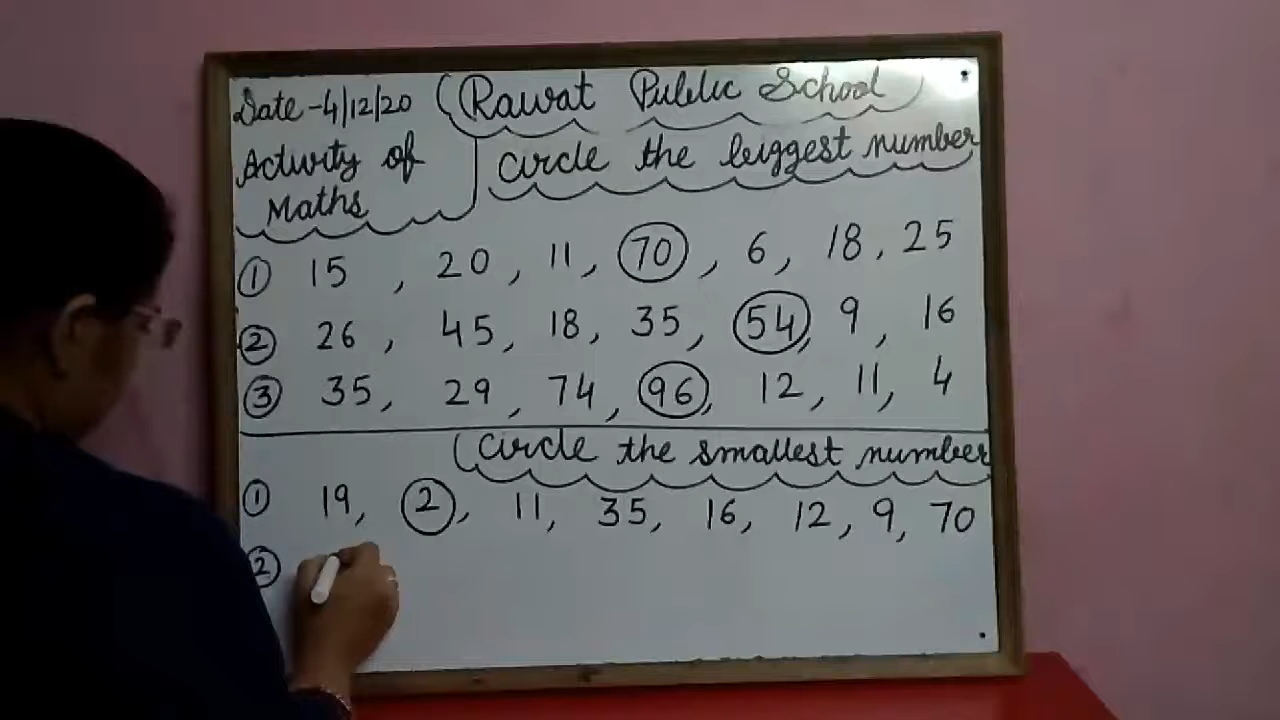 Date -4/12/20 (Rawat Public School)
Activity of Maths
Circle the biggest number
① 15 , 20 , 11 , 70 , 6 , 18 , 25
② 26 , 45 , 18 , 35 , 54 , 9 , 16
③ 35 , 29 , 74 , 96 , 12 , 11 , 4
(Circle the smallest number
① 19 , 2 , 11 , 35 , 16 , 12 , 9 , 70
②